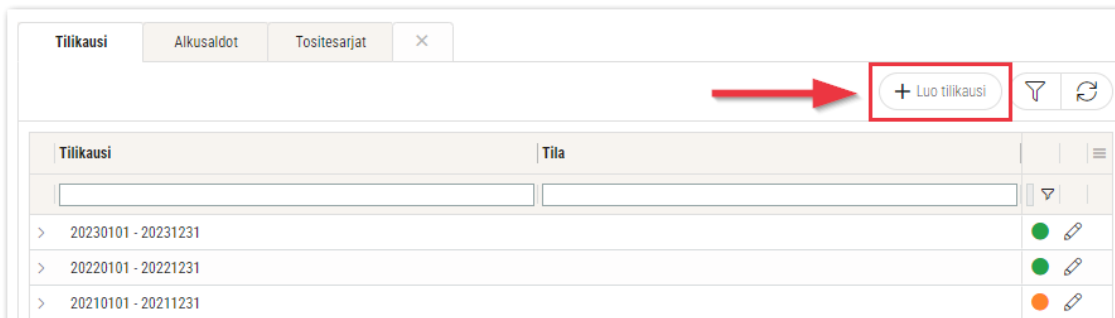 Tilikausi Alkusaldot Tositesarjat
+ Luo tilikausi
Tilikausi Tila
20230101 - 20231231
20220101 - 20221231
20210101 - 20211231